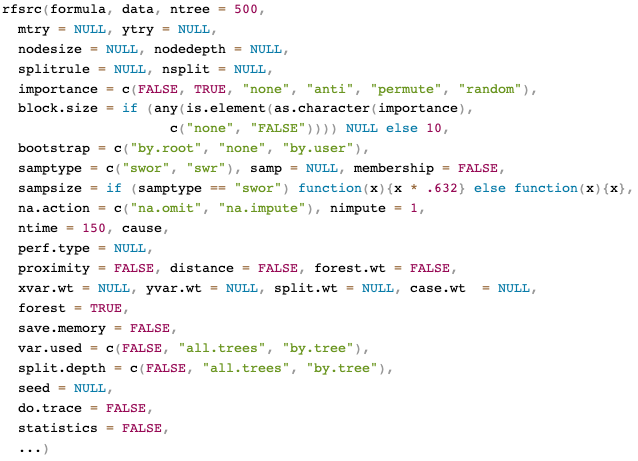 rfsrc(formula, data, ntree = 500,
  mtry = NULL, ytry = NULL,
  nodesize = NULL, nodedepth = NULL,
  splitrule = NULL, nsplit = NULL,
  importance = c(FALSE, TRUE, "none", "anti", "permute", "random"),
  block.size = if (any(is.element(as.character(importance),
                     c("none", "FALSE")))) NULL else 10,
  bootstrap = c("by.root", "none", "by.user"),
  samptype = c("swor", "swr"), samp = NULL, membership = FALSE,
  sampsize = if (samptype == "swor") function(x){x * .632} else function(x){x},
  na.action = c("na.omit", "na.impute"), nimpute = 1,
  ntime = 150, cause,
  perf.type = NULL,
  proximity = FALSE, distance = FALSE, forest.wt = FALSE,
  xvar.wt = NULL, yvar.wt = NULL, split.wt = NULL, case.wt  = NULL,
  forest = TRUE,
  save.memory = FALSE,
  var.used = c(FALSE, "all.trees", "by.tree"),
  split.depth = c(FALSE, "all.trees", "by.tree"),
  seed = NULL,
  do.trace = FALSE,
  statistics = FALSE,
  ...)